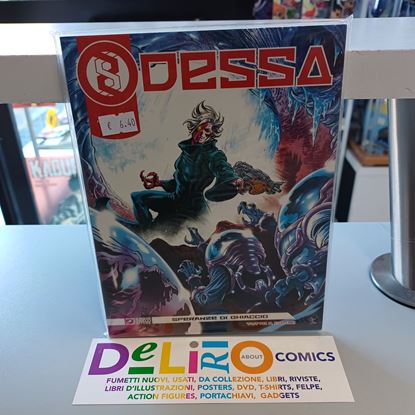 ODESSA
€ 6,40
SPERANZE DI GHIACCIO
DeLiRiO ABOUT COMICS
FUMETTI NUOVI, USATI, DA COLLEZIONE, LIBRI, RIVISTE,
LIBRI D'ILLUSTRAZIONI, POSTERS, DVD, T-SHIRTS, FELPE,
ACTION FIGURES, PORTACHIAVI, GADGETS